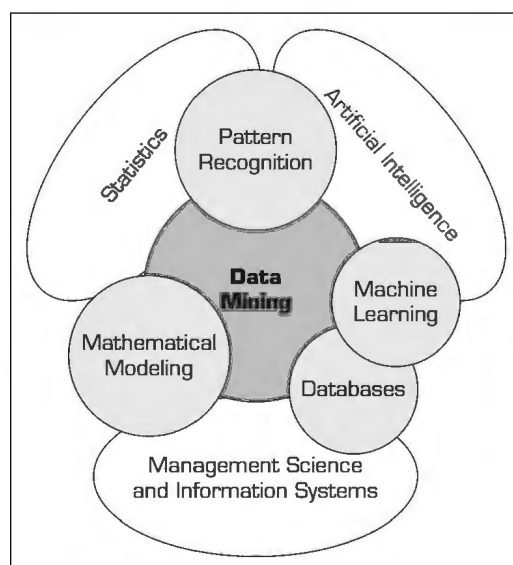 Statistics
Artificial Intelligence
Pattern
Recognition
Data
Mining
Machine
Learning
Mathematical
Modeling
Databases
Management Science
and Information Systems